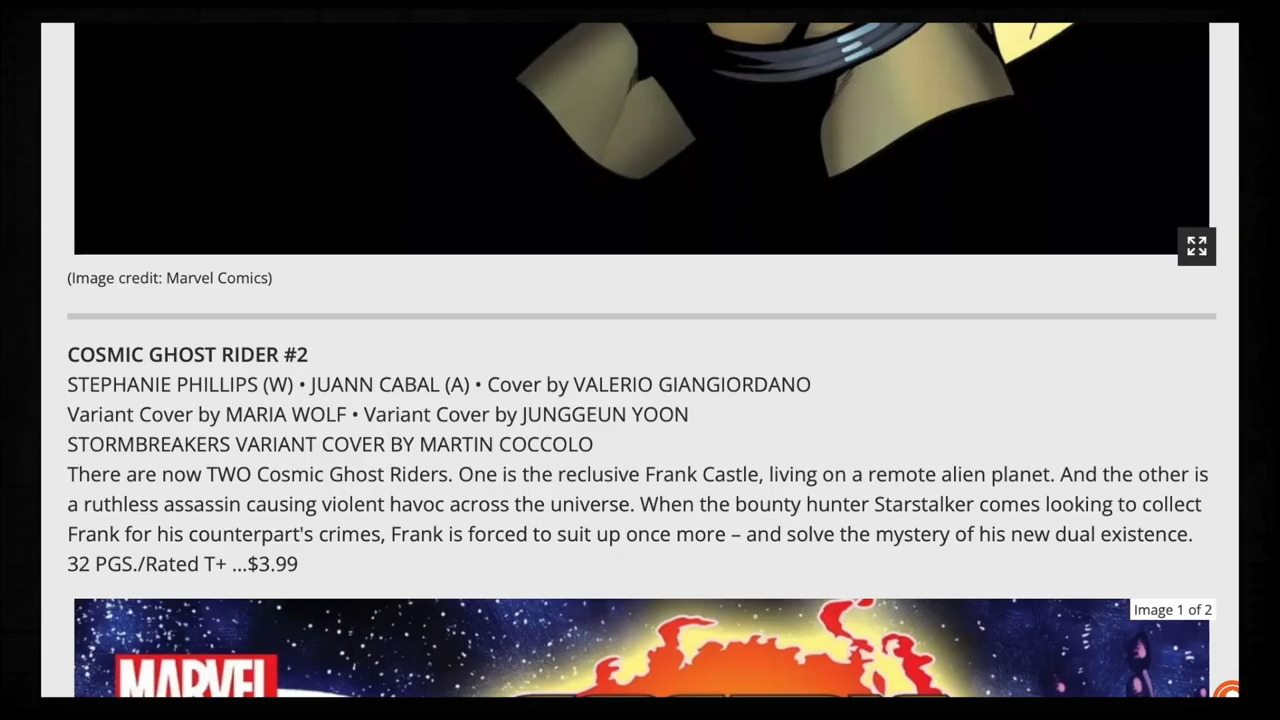 (Image credit: Marvel Comics)
COSMIC GHOST RIDER #2
STEPHANIE PHILLIPS (W) • JUANN CABAL (A) • Cover by VALERIO GIANGIORDANO
Variant Cover by MARIA WOLF • Variant Cover by JUNGGEUN YOON
STORMBREAKERS VARIANT COVER BY MARTIN COCCOLO
There are now TWO Cosmic Ghost Riders. One is the reclusive Frank Castle, living on a remote alien planet. And the other is
a ruthless assassin causing violent havoc across the universe. When the bounty hunter Starstalker comes looking to collect
Frank for his counterpart's crimes, Frank is forced to suit up once more – and solve the mystery of his new dual existence.
32 PGS./Rated T+ ...$3.99
Image 1 of 2
MARVEL